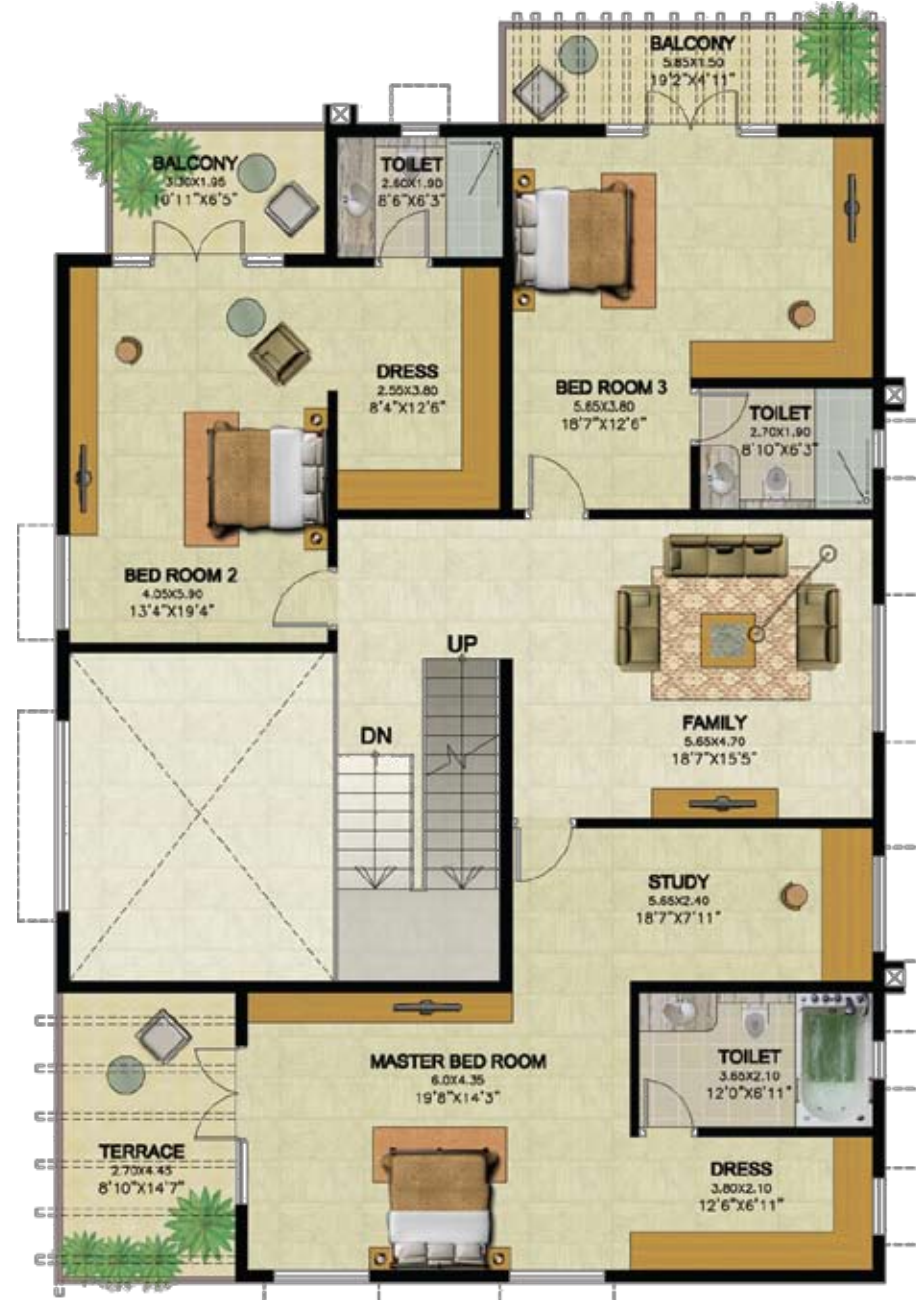 BALCONY
5.85X1.50
19'2"X4'11"
BALCONY
3.30X1.95
10'11"X6'5"
TOILET
2.60X1.90
8'6"X6'3"
DRESS
2.55X3.80
8'4"X12'6"
BED ROOM 3
5.65X3.80
18'7"X12'6"
TOILET
2.70X1.90
8'10"X6'3"
BED ROOM 2
4.05X5.90
13'4"X19'4"
UP
DN
FAMILY
5.65X4.70
18'7"X15'5"
STUDY
5.65X2.40
18'7"X7'11"
MASTER BED ROOM
6.0X4.35
19'8"X14'3"
TOILET
3.65X2.10
12'0"X6'11"
TERRACE
2.70X4.45
8'10"X14'7"
DRESS
3.80X2.10
12'6"X6'11"